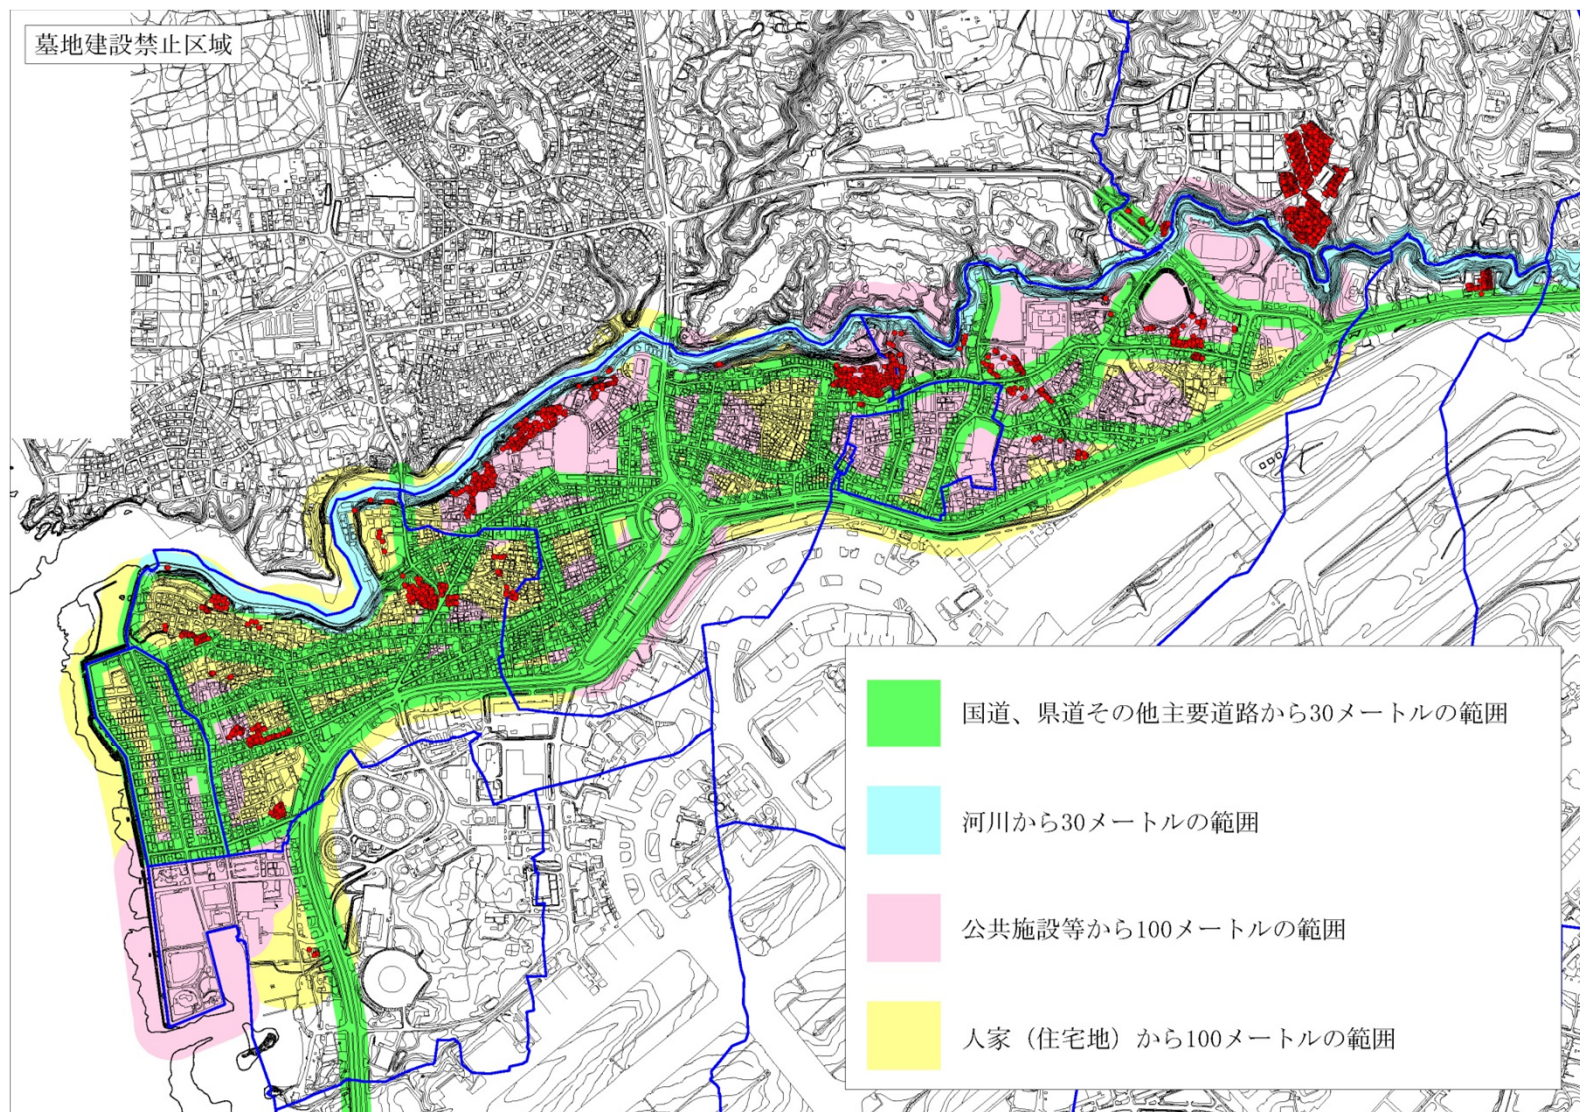 墓地建設禁止区域
国道、県道その他主要道路から30メートルの範囲
河川から30メートルの範囲
公共施設等から100メートルの範囲
人家（住宅地）から100メートルの範囲